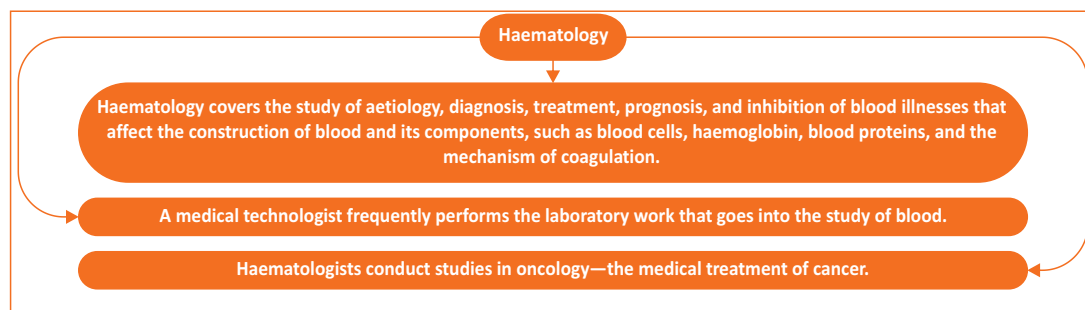 Haematology
Haematology covers the study of aetiology, diagnosis, treatment, prognosis, and inhibition of blood illnesses that
affect the construction of blood and its components, such as blood cells, haemoglobin, blood proteins, and the
mechanism of coagulation.
A medical technologist frequently performs the laboratory work that goes into the study of blood.
Haematologists conduct studies in oncology—the medical treatment of cancer.